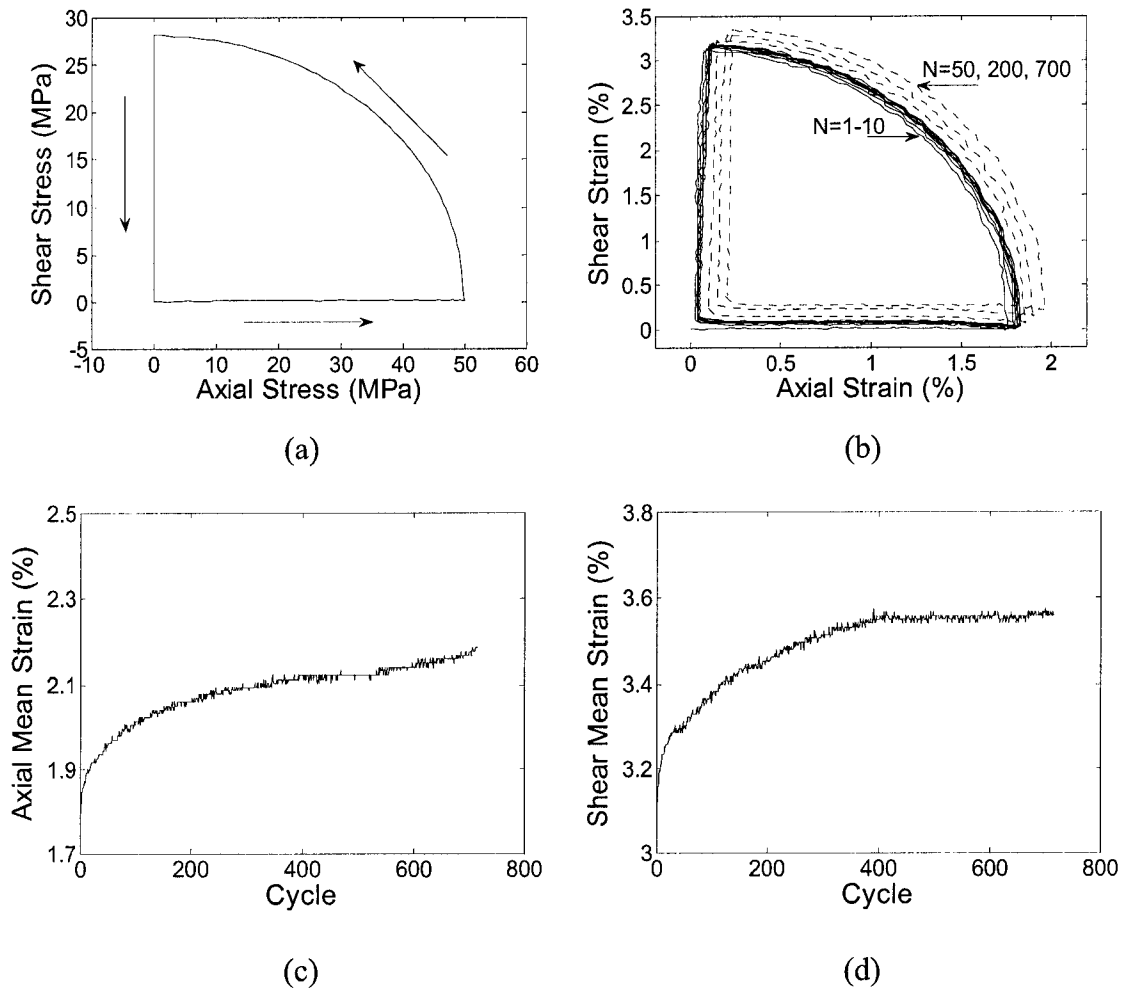 30
25
20
15
10
5
0
-5
-10 0 10 20 30 40 50 60
Shear Stress (MPa)
Axial Stress (MPa)
(a)
3.5
3
2.5
2
1.5
1
0.5
0
0 0.5 1 1.5 2
Shear Strain (%)
Axial Strain (%)
N=50, 200, 700
N=1-10
(b)
2.5
2.3
2.1
1.9
1.7
0 200 400 600 800
Axial Mean Strain (%)
Cycle
(c)
3.8
3.6
3.4
3.2
3
0 200 400 600 800
Shear Mean Strain (%)
Cycle
(d)